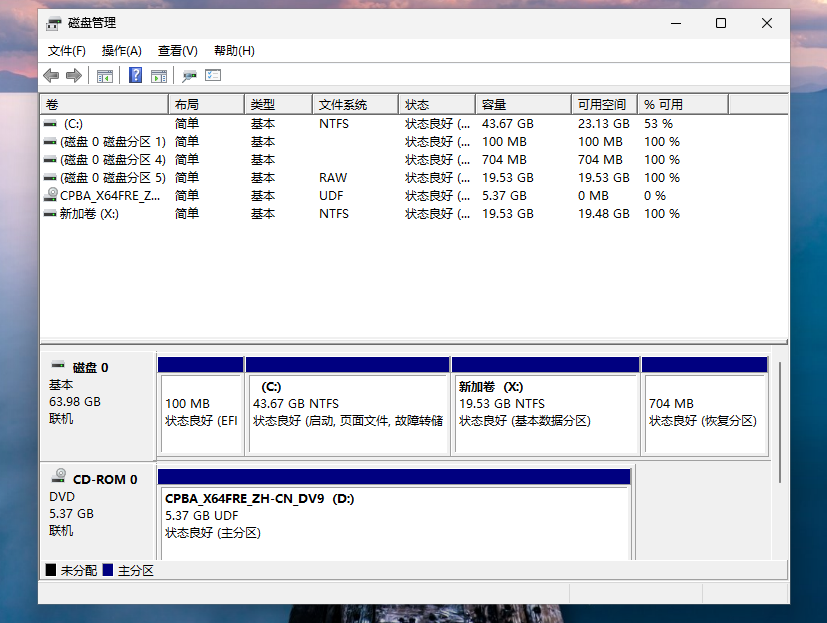 磁盘管理
文件(F) 操作(A) 查看(V) 帮助(H)
卷 布局 类型 文件系统 状态 容量 可用空间 % 可用
(C:) 简单 基本 NTFS 状态良好 (... 43.67 GB 23.13 GB 53 %
(磁盘 0 磁盘分区 1) 简单 基本 状态良好 (... 100 MB 100 MB 100 %
(磁盘 0 磁盘分区 4) 简单 基本 状态良好 (... 704 MB 704 MB 100 %
(磁盘 0 磁盘分区 5) 简单 基本 RAW 状态良好 (... 19.53 GB 19.53 GB 100 %
CPBA_X64FRE_Z... 简单 基本 UDF 状态良好 (... 5.37 GB 0 MB 0 %
新加卷 (X:) 简单 基本 NTFS 状态良好 (... 19.53 GB 19.48 GB 100 %
磁盘 0
基本
63.98 GB
联机
100 MB
状态良好 (EFI
(C:)
43.67 GB NTFS
状态良好 (启动, 页面文件, 故障转储
新加卷 (X:)
19.53 GB NTFS
状态良好 (基本数据分区)
704 MB
状态良好 (恢复分区)
CD-ROM 0
DVD
5.37 GB
联机
CPBA_X64FRE_ZH-CN_DV9 (D:)
5.37 GB UDF
状态良好 (主分区)
未分配 主分区